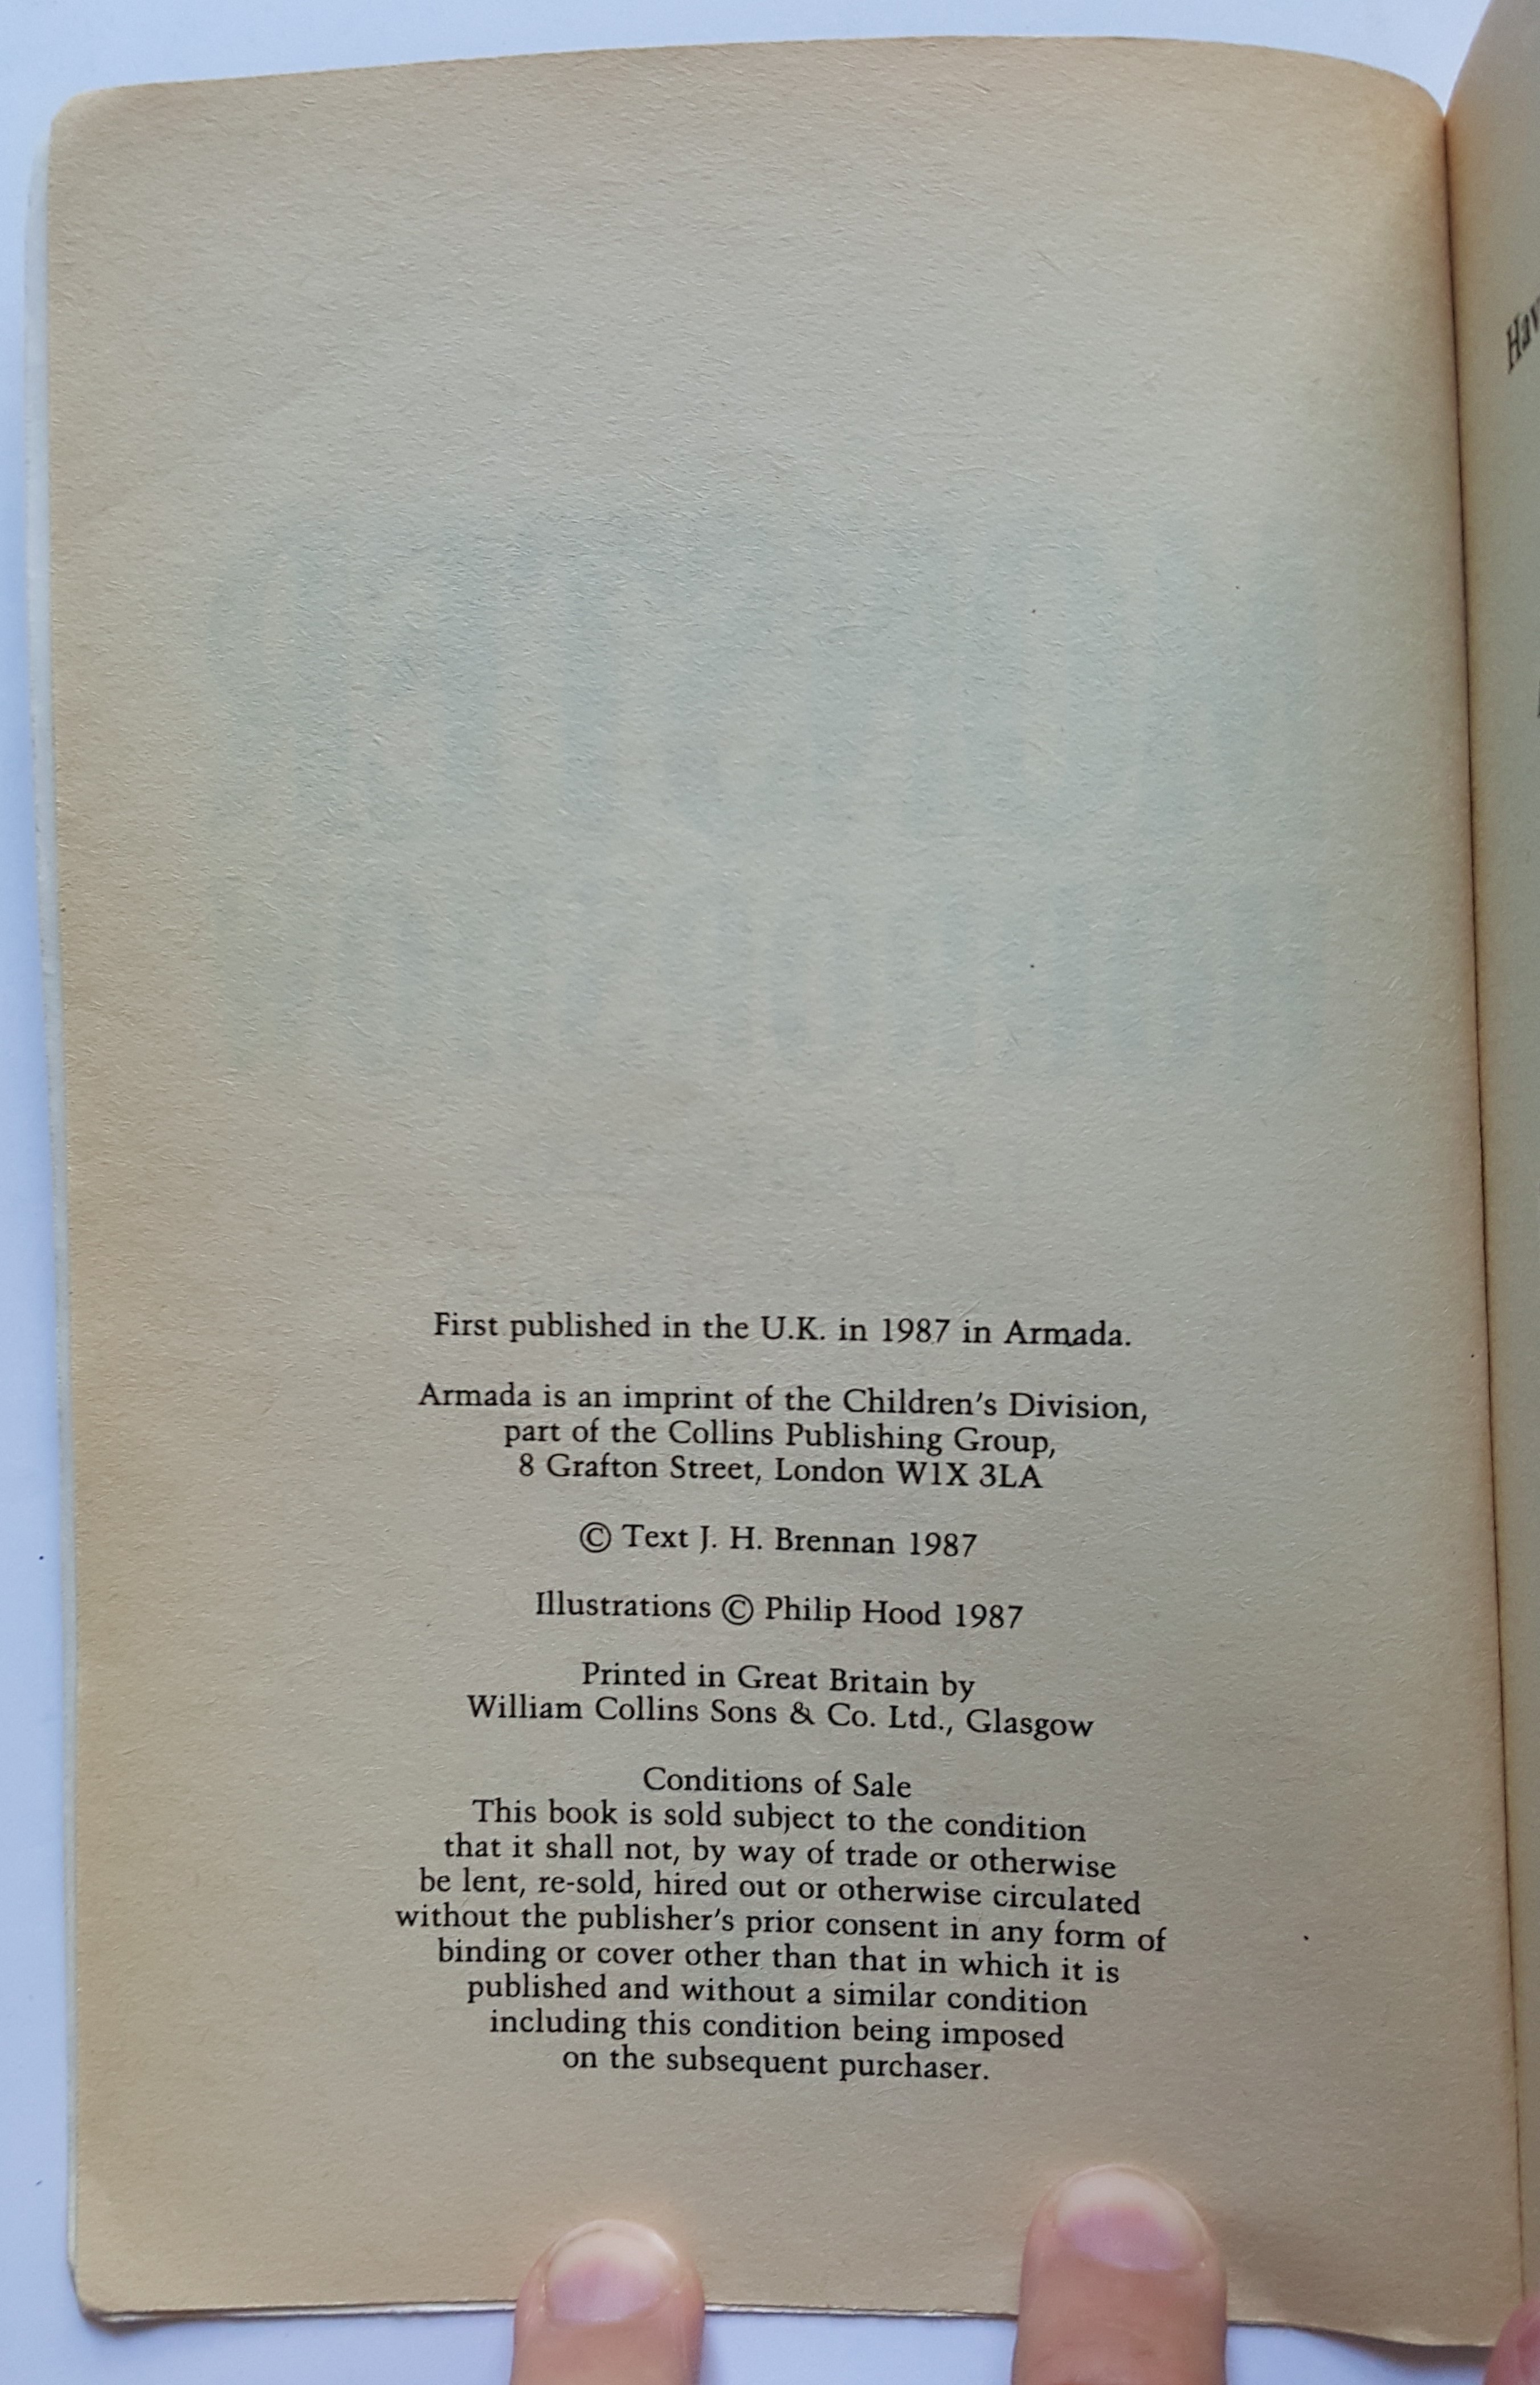 First published in the U.K. in 1987 in Armada.
Armada is an imprint of the Children's Division,
part of the Collins Publishing Group,
8 Grafton Street, London W1X 3LA
© Text J. H. Brennan 1987
Illustrations © Philip Hood 1987
Printed in Great Britain by
William Collins Sons & Co. Ltd., Glasgow
Conditions of Sale
This book is sold subject to the condition
that it shall not, by way of trade or otherwise
be lent, re-sold, hired out or otherwise circulated
without the publisher's prior consent in any form of
binding or cover other than that in which it is
published and without a similar condition
including this condition being imposed
on the subsequent purchaser.